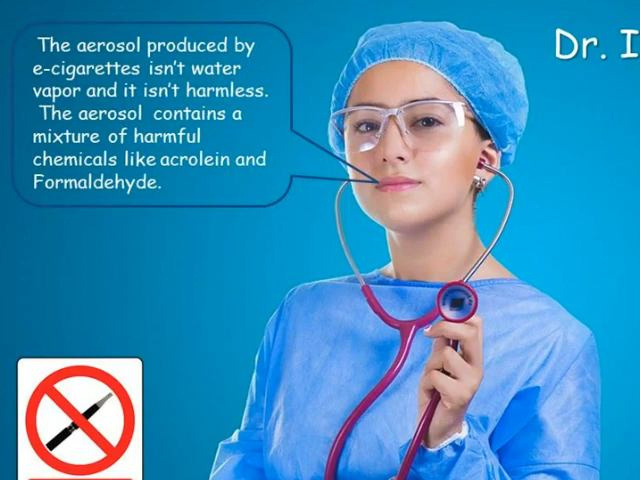 The aerosol produced by
e-cigarettes isn't water
vapor and it isn't harmless.
The aerosol contains a
mixture of harmful
chemicals like acrolein and
Formaldehyde.
Dr. I